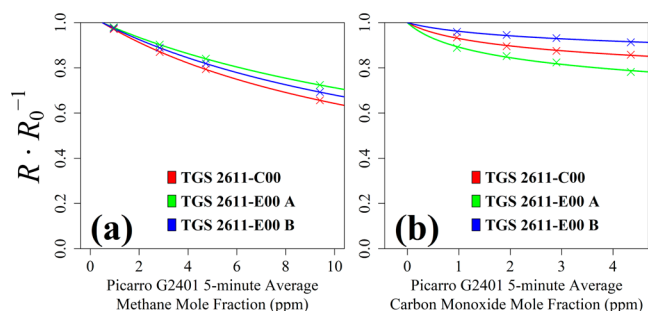 R · R₀⁻¹
1.0
0.8
0.6
0.4
0.2
0.0
(a)
TGS 2611-C00
TGS 2611-E00 A
TGS 2611-E00 B
0 2 4 6 8 10
Picarro G2401 5-minute Average
Methane Mole Fraction (ppm)
1.0
0.8
0.6
0.4
0.2
0.0
(b)
TGS 2611-C00
TGS 2611-E00 A
TGS 2611-E00 B
0 1 2 3 4
Picarro G2401 5-minute Average
Carbon Monoxide Mole Fraction (ppm)